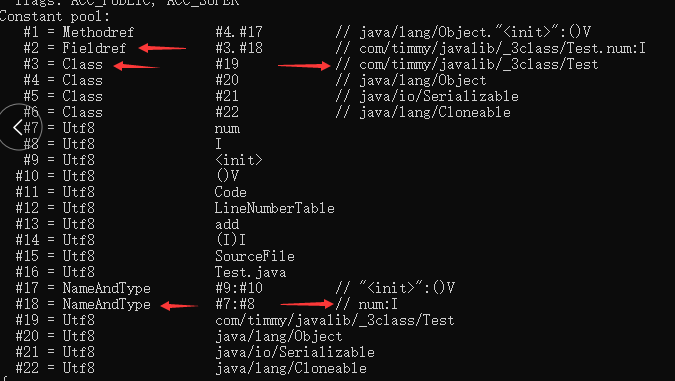 flags: ACC_PUBLIC, ACC_SUPER
Constant pool:
#1 = Methodref #4.#17 // java/lang/Object."<init>":()V
#2 = Fieldref #3.#18 // com/timmy/javalib/_3class/Test.num:I
#3 = Class #19 // com/timmy/javalib/_3class/Test
#4 = Class #20 // java/lang/Object
#5 = Class #21 // java/io/Serializable
#6 = Class #22 // java/lang/Cloneable
#7 = Utf8 num
#8 = Utf8 I
#9 = Utf8 <init>
#10 = Utf8 ()V
#11 = Utf8 Code
#12 = Utf8 LineNumberTable
#13 = Utf8 add
#14 = Utf8 (I)I
#15 = Utf8 SourceFile
#16 = Utf8 Test.java
#17 = NameAndType #9:#10 // "<init>":()V
#18 = NameAndType #7:#8 // num:I
#19 = Utf8 com/timmy/javalib/_3class/Test
#20 = Utf8 java/lang/Object
#21 = Utf8 java/io/Serializable
#22 = Utf8 java/lang/Cloneable